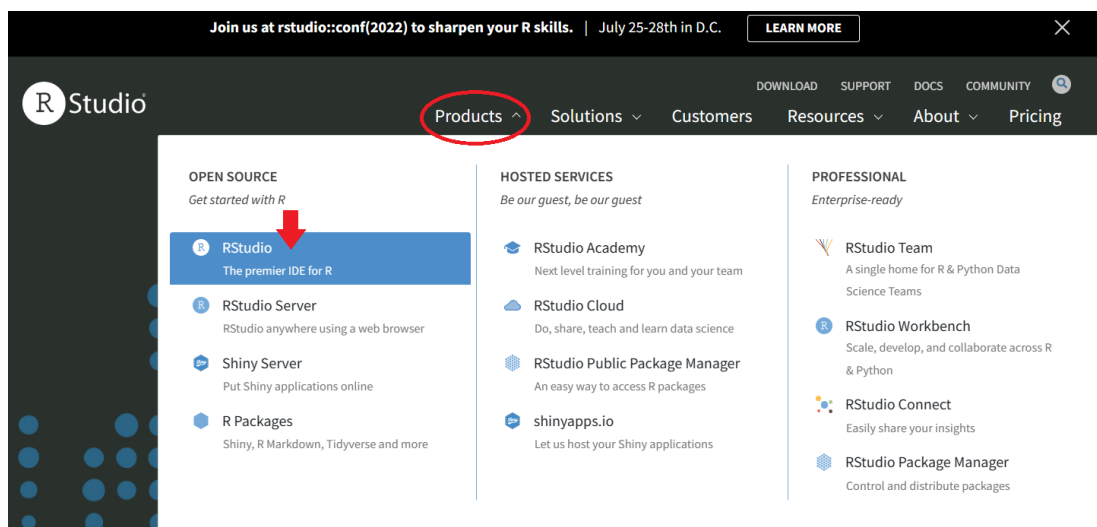 Join us at rstudio::conf(2022) to sharpen your R skills. | July 25-28th in D.C. LEARN MORE
DOWNLOAD SUPPORT DOCS COMMUNITY
R Studio
Products Solutions Customers Resources About Pricing
OPEN SOURCE
Get started with R
R RStudio
The premier IDE for R
R RStudio Server
RStudio anywhere using a web browser
Shiny Server
Put Shiny applications online
R Packages
Shiny, R Markdown, Tidyverse and more
HOSTED SERVICES
Be our guest, be our guest
RStudio Academy
Next level training for you and your team
RStudio Cloud
Do, share, teach and learn data science
RStudio Public Package Manager
An easy way to access R packages
shinyapps.io
Let us host your Shiny applications
PROFESSIONAL
Enterprise-ready
RStudio Team
A single home for R & Python Data
Science Teams
R RStudio Workbench
Scale, develop, and collaborate across R
& Python
RStudio Connect
Easily share your insights
RStudio Package Manager
Control and distribute packages